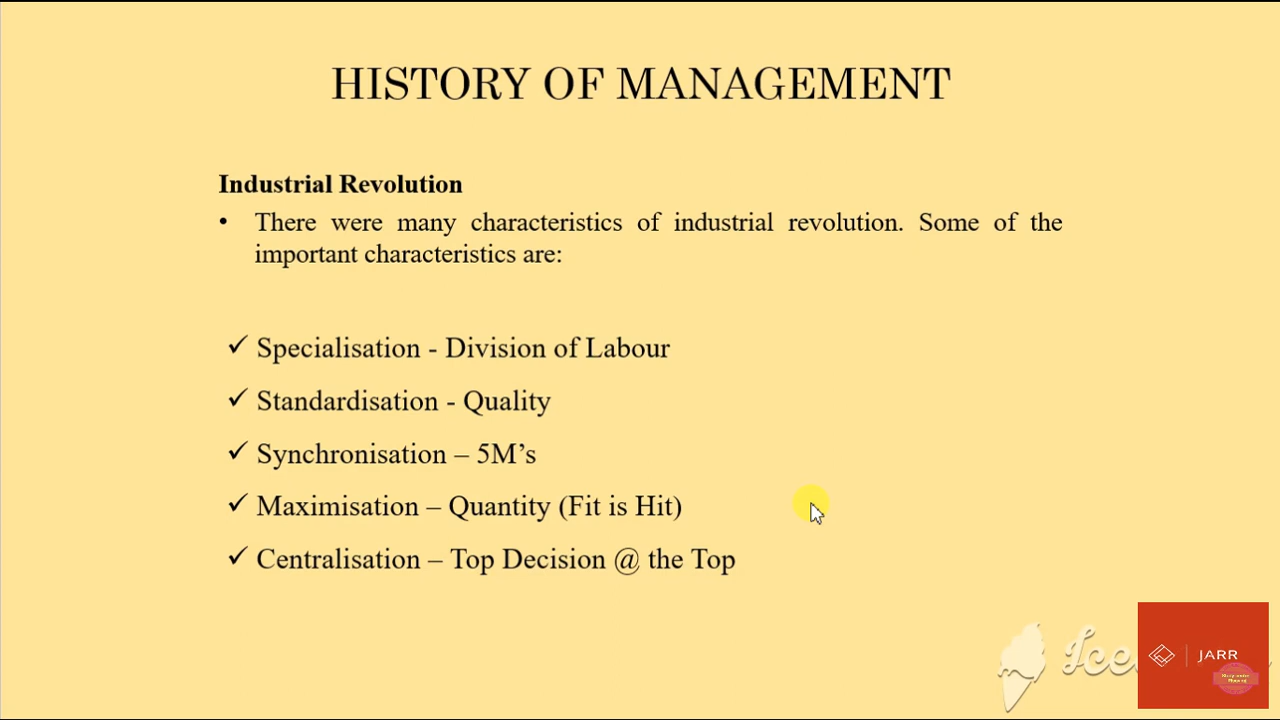 HISTORY OF MANAGEMENT
Industrial Revolution
• There were many characteristics of industrial revolution. Some of the
important characteristics are:
✓ Specialisation - Division of Labour
✓ Standardisation - Quality
✓ Synchronisation – 5M’s
✓ Maximisation – Quantity (Fit is Hit)
✓ Centralisation – Top Decision @ the Top
JARR